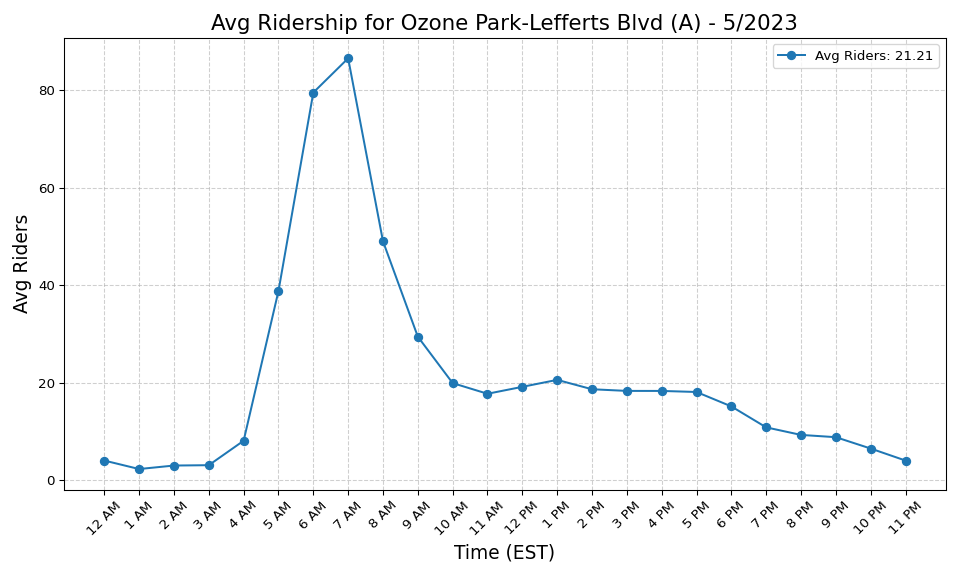 Avg Ridership for Ozone Park-Lefferts Blvd (A) - 5/2023
Avg Riders: 21.21
Avg Riders
80
60
40
20
0
12 AM
1 AM
2 AM
3 AM
4 AM
5 AM
6 AM
7 AM
8 AM
9 AM
10 AM
11 AM
12 PM
1 PM
2 PM
3 PM
4 PM
5 PM
6 PM
7 PM
8 PM
9 PM
10 PM
11 PM
Time (EST)